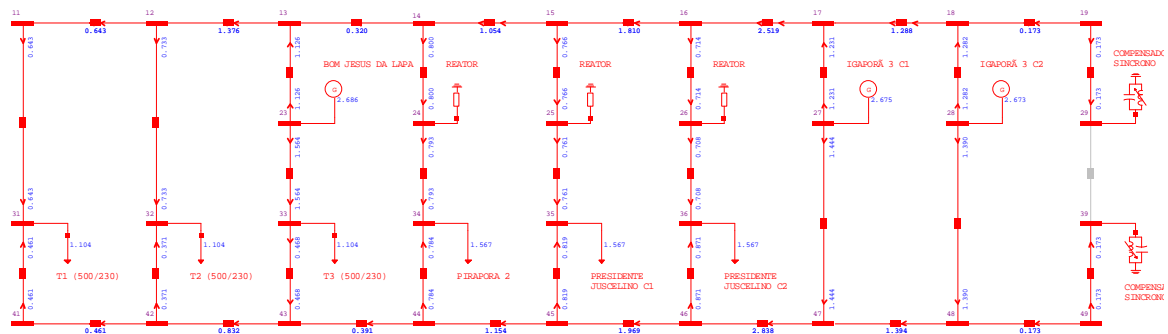 11 12 13 14 15 16 17 18 19
0.643 1.376 0.320 1.054 1.810 2.519 1.288 0.173
0.643 0.733 1.126 0.800 0.766 0.714 1.231 1.282 0.173
BOM JESUS DA LAPA REATOR REATOR REATOR IGAPORÃ 3 C1 IGAPORÃ 3 C2
COMPENSADO
SINCRONO
G G G
2.686 2.675 2.673
1.126 0.800 0.766 0.714 1.231 1.282 0.173
23 24 25 26 27 28 29
1.564 0.793 0.761 0.708 1.444 1.390
0.643 0.733 1.564 0.793 0.761 0.708
31 32 33 34 35 36 39
1.104 1.104 1.104 1.567 1.567 1.567
0.461 0.371 0.468 0.784 0.819 0.871 0.173
T1 (500/230) T2 (500/230) T3 (500/230) PIRAPORA 2 PRESIDENTE
JUSCELINO C1 PRESIDENTE
JUSCELINO C2
COMPENSA
SINCRONO
0.461 0.371 0.468 0.784 0.819 0.871 1.444 1.390 0.173
41 42 43 44 45 46 47 48 49
0.461 0.832 0.391 1.154 1.969 2.838 1.394 0.173